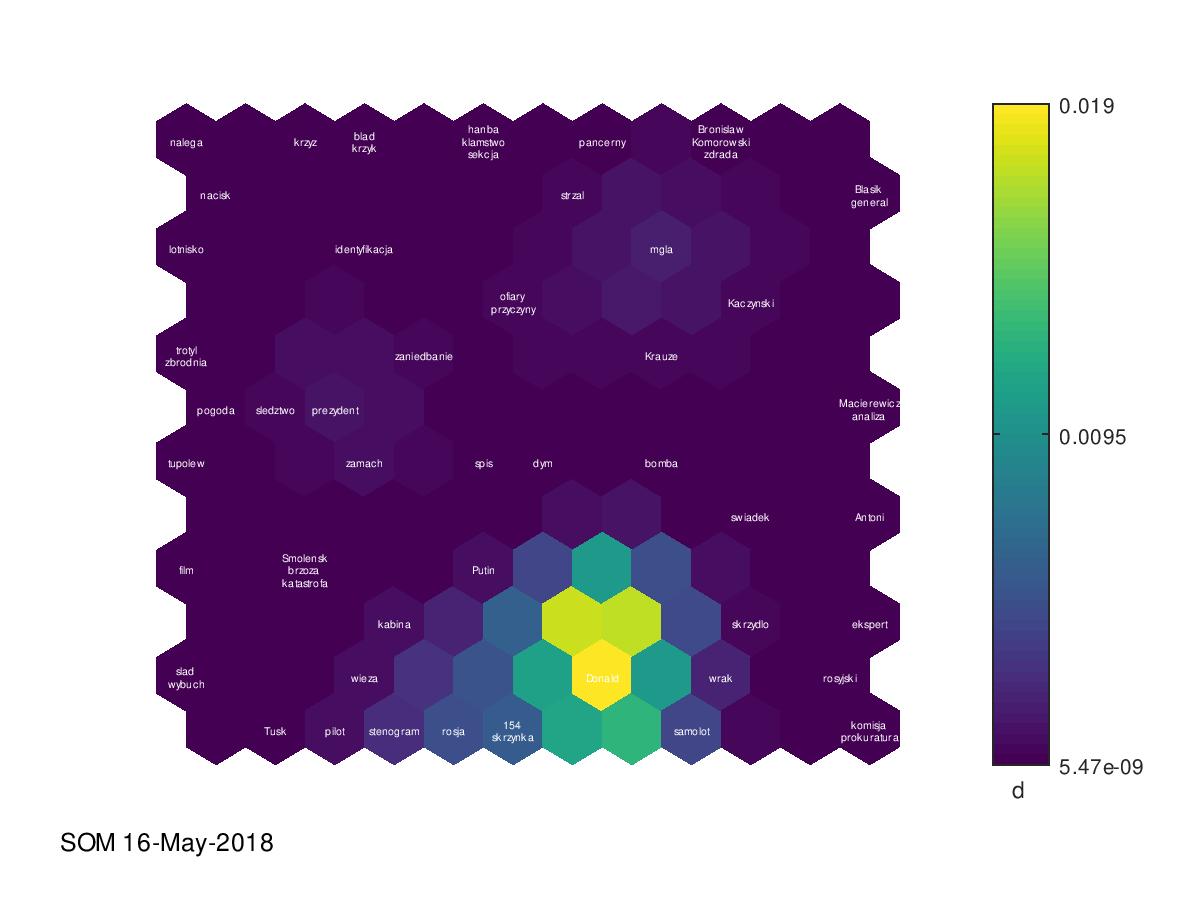 0.019
nalega
krzyz
blad
krzyk
hanba
klamstwo
sekcja
pancerny
Bronislaw
Komorowski
zdrada
nacisk
strzal
Blasik
general
lotnisko
identyfikacja
mgla
ofiary
przyczyny
Kaczynski
trotyl
zbrodnia
zaniedbanie
Krauze
pogoda
sledztwo
prezydent
Macierewicz
analiza
0.0095
tupolew
zamach
spis
dym
bomba
swiadek
Antoni
film
Smolensk
brzoza
katastrofa
Putin
kabina
skrzydlo
ekspert
slad
wybuch
wieza
Donald
wrak
rosyjski
Tusk
pilot
stenogram
rosja
154
skrzynka
samolot
komisja
prokuratura
5.47e-09
d
SOM 16-May-2018